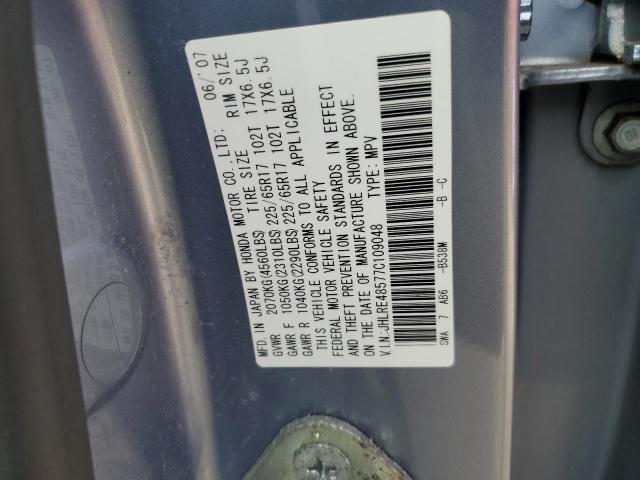 MFD. IN JAPAN BY HONDA MOTOR CO.,LTD: 06/'07
TIRE SIZE RIM SIZE
GVWR 2070KG(4560LBS)
GAWR F 1050KG(2310LBS) 225/65R17 102T 17X6.5J
GAWR R 1040KG(2290LBS) 225/65R17 102T 17X6.5J
THIS VEHICLE CONFORMS TO ALL APPLICABLE
FEDERAL MOTOR VEHICLE SAFETY
AND THEFT PREVENTION STANDARDS IN EFFECT
ON THE DATE OF MANUFACTURE SHOWN ABOVE.
V.I.N.:JHLRE48577C109048 TYPE: MPV
SWA 7 AB6 -B538M -B -C